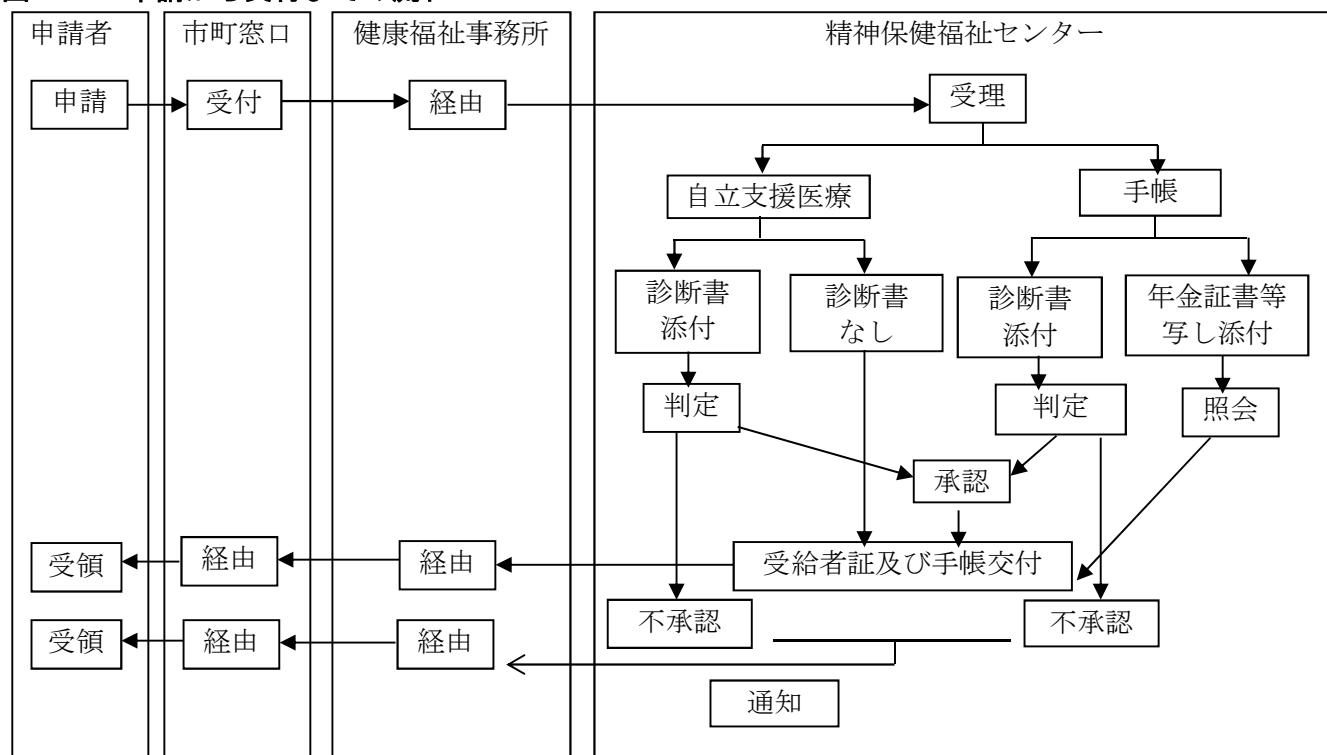 申請者
市町窓口
健康福祉事務所
精神保健福祉センター
申請
受付
経由
受理
自立支援医療
手帳
診断書
添付
診断書
なし
診断書
添付
年金証書等
写し添付
判定
判定
照会
承認
受領
経由
経由
受給者証及び手帳交付
不承認
不承認
受領
経由
経由
通知